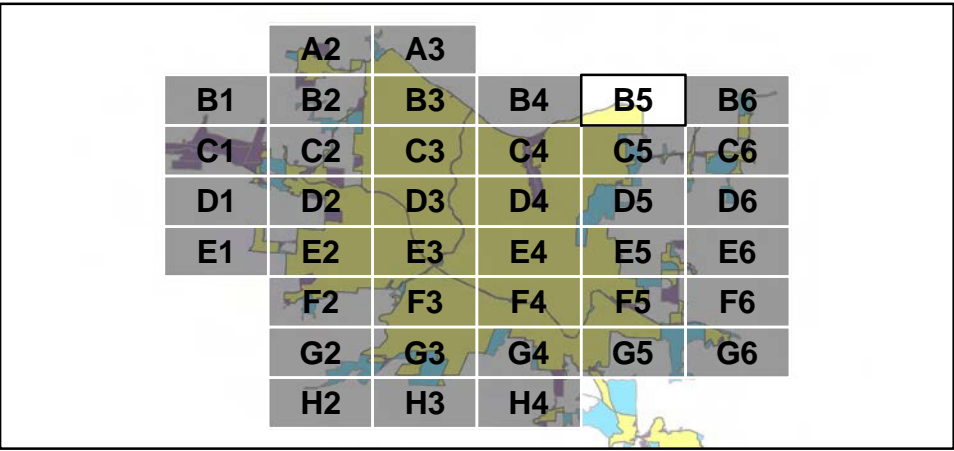 A2 A3
B1 B2 B3 B4 B5 B6
C1 C2 C3 C4 C5 C6
D1 D2 D3 D4 D5 D6
E1 E2 E3 E4 E5 E6
F2 F3 F4 F5 F6
G2 G3 G4 G5 G6
H2 H3 H4